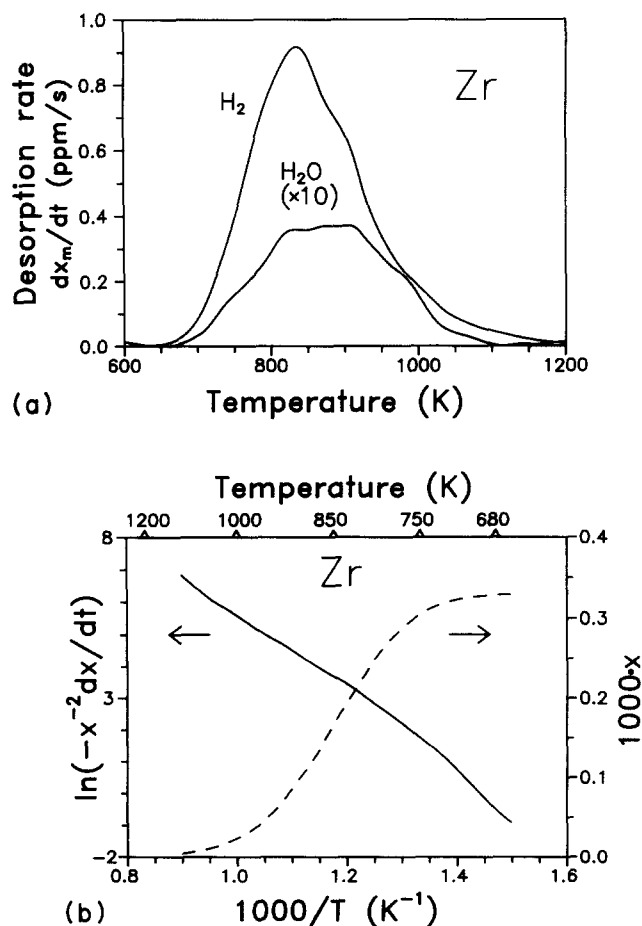 1.0
0.8
0.6
0.4
0.2
0.0
Desorption rate
dxₘ/dt (ppm/s)
H₂
Zr
H₂O
(×10)
600 800 1000 1200
(a) Temperature (K)
Temperature (K)
1200 1000 850 750 680
8
3
-2
ln(-x⁻²dx/dt)
Zr
0.4
0.3
0.2
0.1
0.0
1000•x
0.8 1.0 1.2 1.4 1.6
(b) 1000/T (K⁻¹)